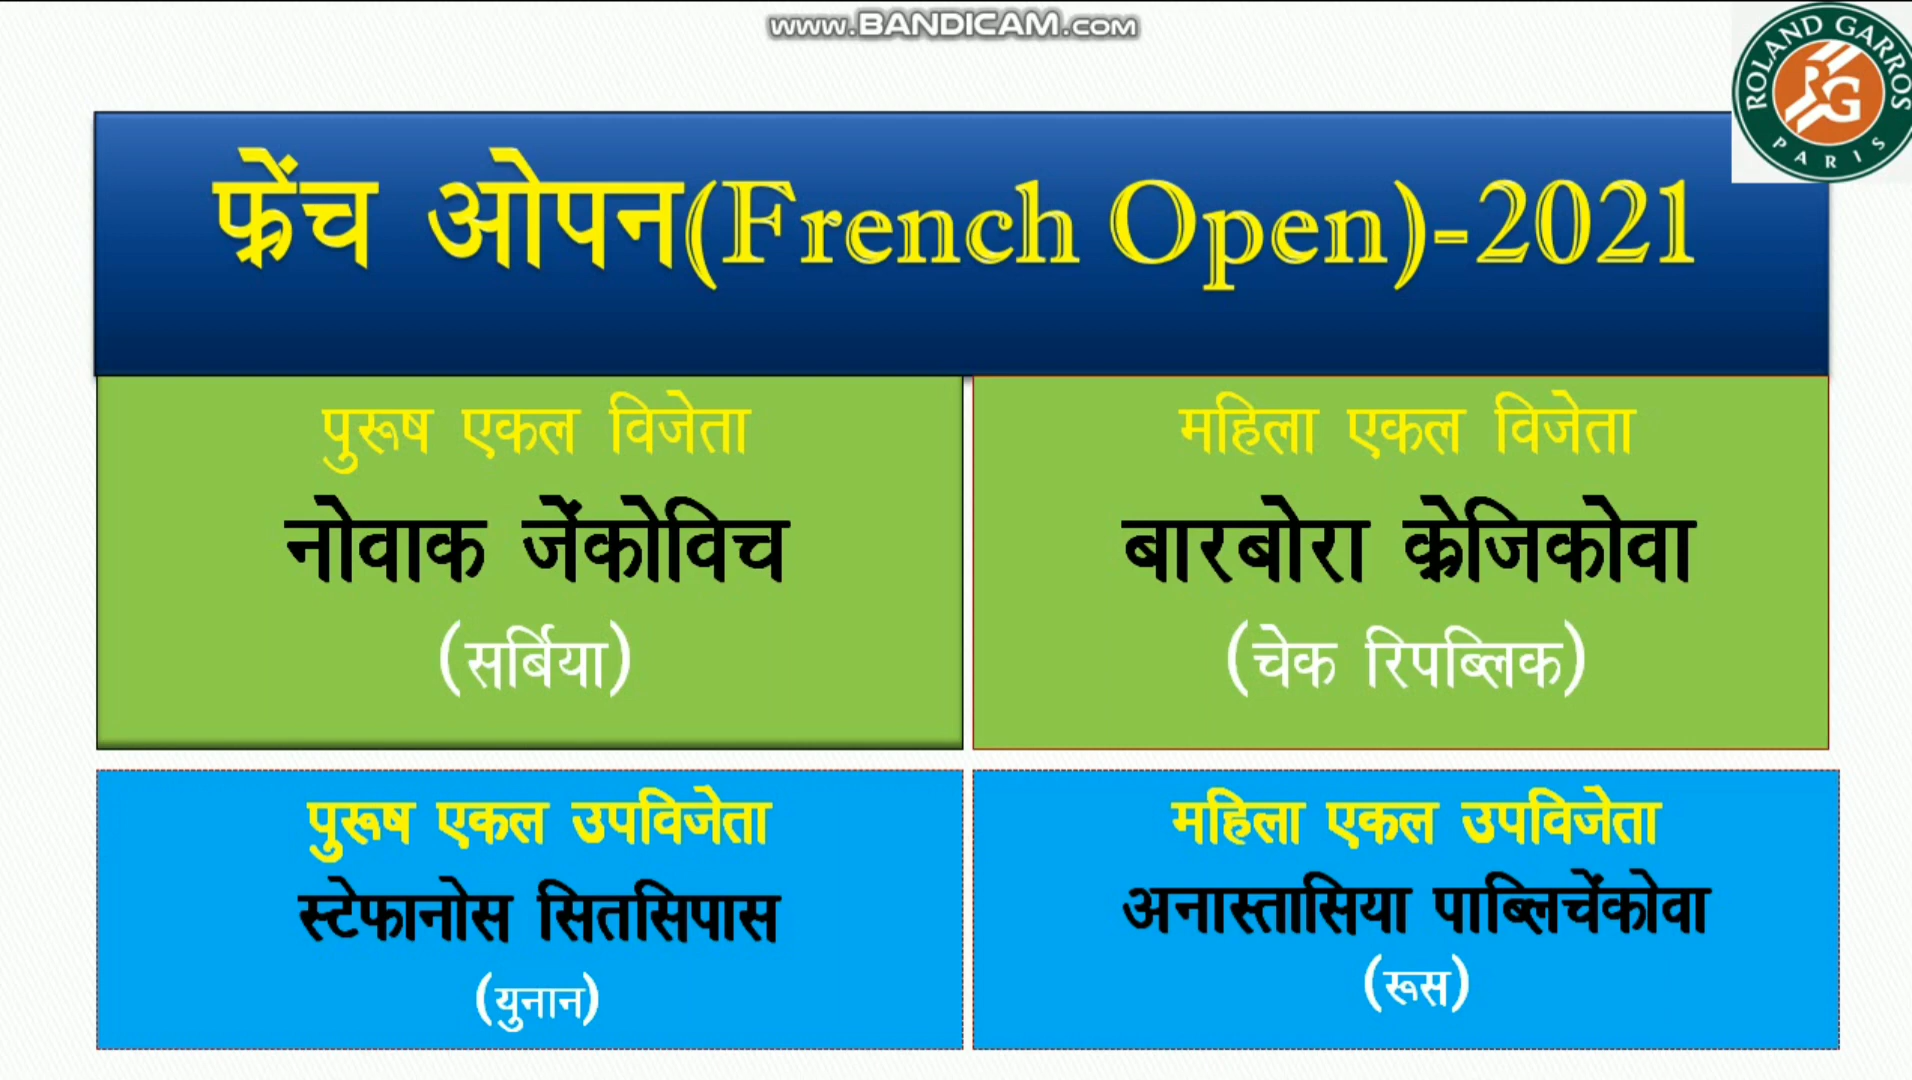 www.BANDICAM.com
ROLAND GARROS
RG
PARIS
फ्रेंच ओपन(French Open)-2021
पुरूष एकल विजेता
नोवाक जेंकोविच
(सर्बिया)
महिला एकल विजेता
बारबोरा क्रेजिकोवा
(चेक रिपब्लिक)
पुरूष एकल उपविजेता
स्टेफानोस सितसिपास
(युनान)
महिला एकल उपविजेता
अनास्तासिया पाब्लिचेंकोवा
(रूस)